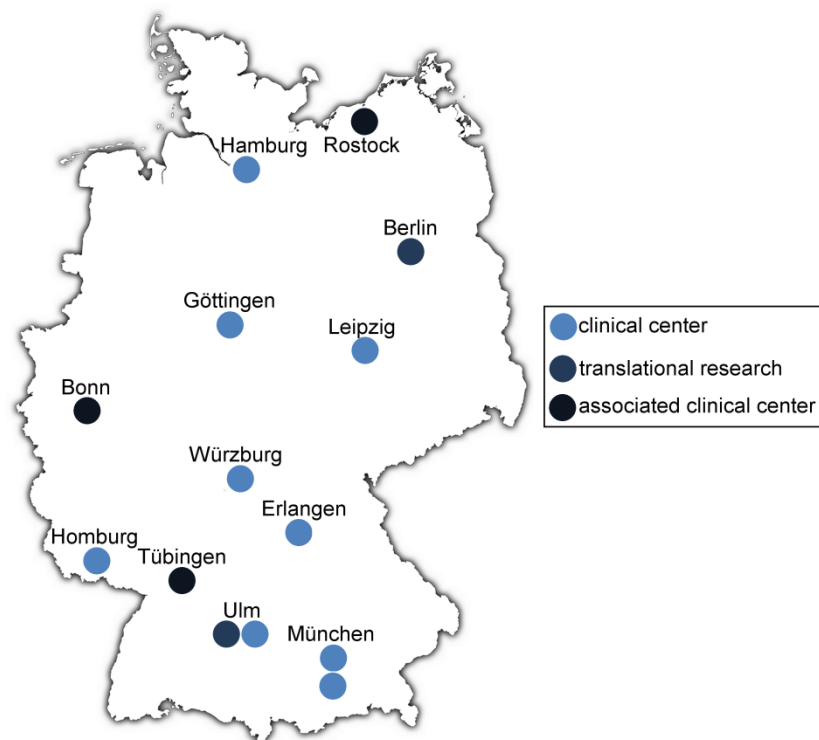 Hamburg
Rostock
Berlin
Göttingen
Leipzig
Bonn
Würzburg
Erlangen
Homburg
Tübingen
Ulm
München
clinical center
translational research
associated clinical center